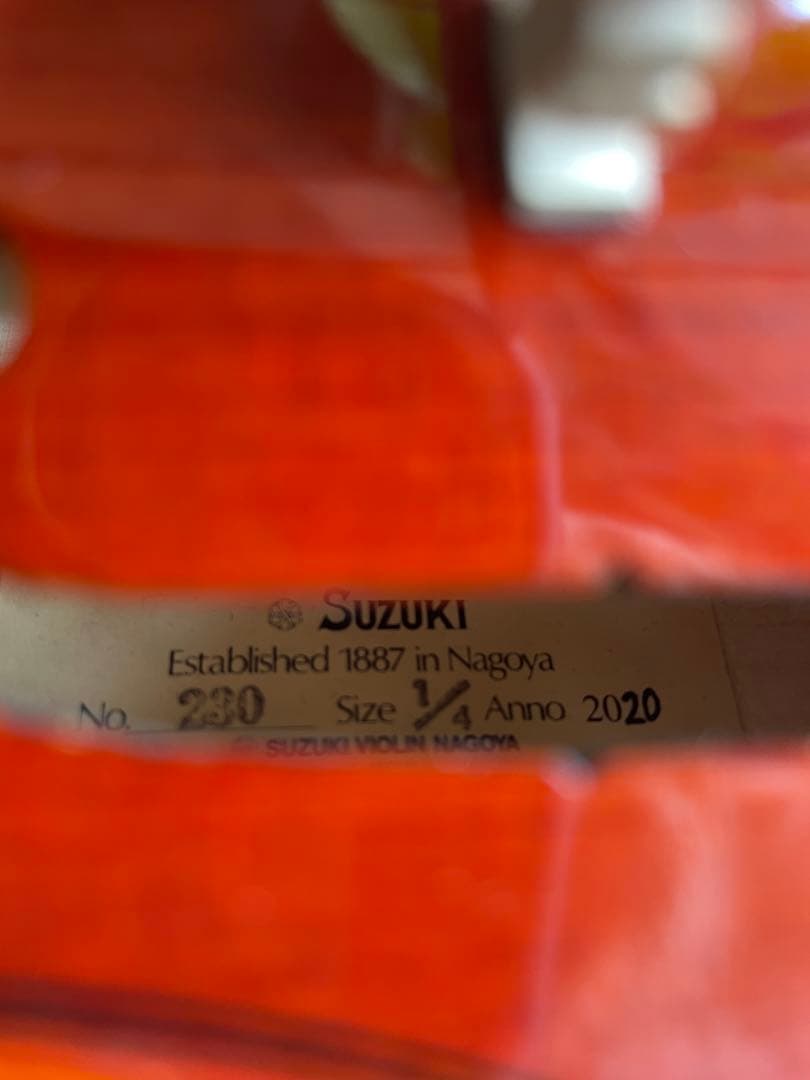 SUZUKI
Established 1887 in Nagoya
No. 230 Size 1/4 Anno 2020
SUZUKI VIOLIN NAGOYA